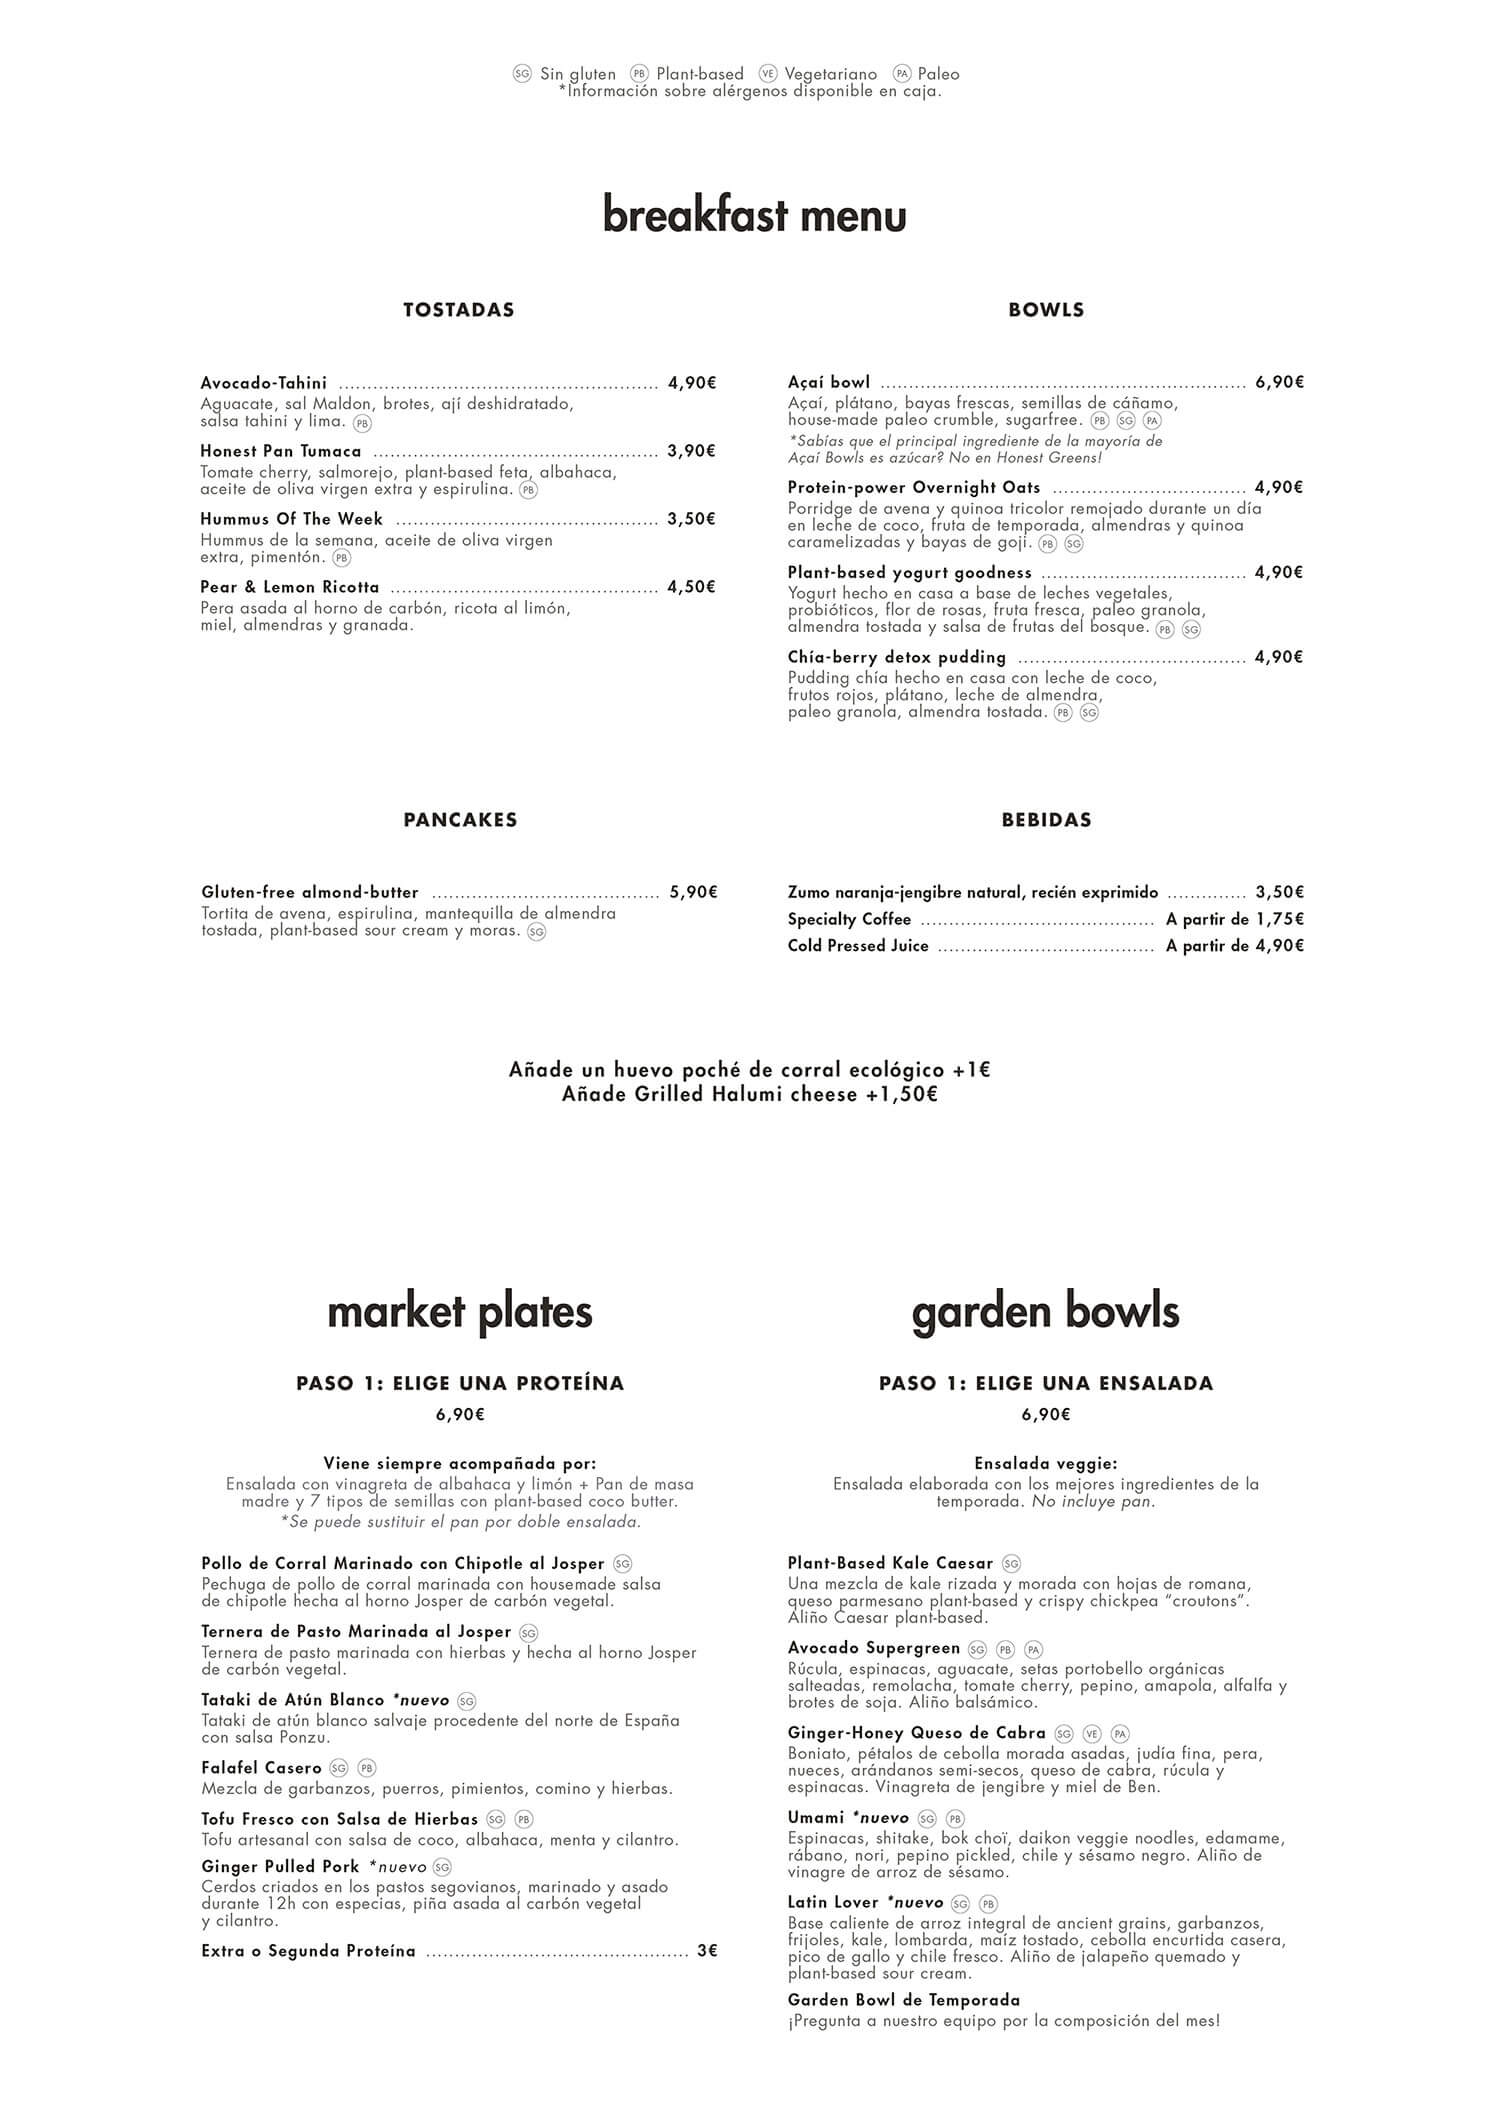 SG Sin gluten PB Plant-based VE Vegetariano PA Paleo
*Información sobre alérgenos disponible en caja.
breakfast menu
TOSTADAS
Avocado-Tahini ........................................................ 4,90€
Aguacate, sal Maldon, brotes, ají deshidratado,
salsa tahini y lima. PB
Honest Pan Tumaca .................................................. 3,90€
Tomate cherry, salmorejo, plant-based feta, albahaca,
aceite de oliva virgen extra y espirulina. PB
Hummus Of The Week .............................................. 3,50€
Hummus de la semana, aceite de oliva virgen
extra, pimentón. PB
Pear & Lemon Ricotta ............................................... 4,50€
Pera asada al horno de carbón, ricota al limón,
miel, almendras y granada.
BOWLS
Açaí bowl ................................................................ 6,90€
Açaí, plátano, bayas frescas, semillas de cáñamo,
house-made paleo crumble, sugarfree. PB SG PA
*Sabías que el principal ingrediente de la mayoría de
Açaí Bowls es azúcar? No en Honest Greens!
Protein-power Overnight Oats .................................. 4,90€
Porridge de avena y quinoa tricolor remojado durante un día
en leche de coco, fruta de temporada, almendras y quinoa
caramelizadas y bayas de goji. PB SG
Plant-based yogurt goodness .................................... 4,90€
Yogurt hecho en casa a base de leches vegetales,
probióticos, flor de rosas, fruta fresca, paleo granola,
almendra tostada y salsa de frutas del bosque. PB SG
Chía-berry detox pudding ........................................ 4,90€
Pudding chía hecho en casa con leche de coco,
frutos rojos, plátano, leche de almendra,
paleo granola, almendra tostada. PB SG
PANCAKES
Gluten-free almond-butter ........................................ 5,90€
Tortita de avena, espirulina, mantequilla de almendra
tostada, plant-based sour cream y moras. SG
BEBIDAS
Zumo naranja-jengibre natural, recién exprimido .............. 3,50€
Specialty Coffee ......................................... A partir de 1,75€
Cold Pressed Juice ...................................... A partir de 4,90€
Añade un huevo poché de corral ecológico +1€
Añade Grilled Halumi cheese +1,50€
market plates
PASO 1: ELIGE UNA PROTEÍNA
6,90€
Viene siempre acompañada por:
Ensalada con vinagreta de albahaca y limón + Pan de masa
madre y 7 tipos de semillas con plant-based coco butter.
*Se puede sustituir el pan por doble ensalada.
Pollo de Corral Marinado con Chipotle al Josper SG
Pechuga de pollo de corral marinada con housemade salsa
de chipotle hecha al horno Josper de carbón vegetal.
Ternera de Pasto Marinada al Josper SG
Ternera de pasto marinada con hierbas y hecha al horno Josper
de carbón vegetal.
Tataki de Atún Blanco *nuevo SG
Tataki de atún blanco salvaje procedente del norte de España
con salsa Ponzu.
Falafel Casero SG PB
Mezcla de garbanzos, puerros, pimientos, comino y hierbas.
Tofu Fresco con Salsa de Hierbas SG PB
Tofu artesanal con salsa de coco, albahaca, menta y cilantro.
Ginger Pulled Pork *nuevo SG
Cerdos criados en los pastos segovianos, marinado y asado
durante 12h con especias, piña asada al carbón vegetal
y cilantro.
Extra o Segunda Proteína .............................................. 3€
garden bowls
PASO 1: ELIGE UNA ENSALADA
6,90€
Ensalada veggie:
Ensalada elaborada con los mejores ingredientes de la
temporada. No incluye pan.
Plant-Based Kale Caesar SG
Una mezcla de kale rizada y morada con hojas de romana,
queso parmesano plant-based y crispy chickpea “croutons”.
Aliño Caesar plant-based.
Avocado Supergreen SG PB PA
Rúcula, espinacas, aguacate, setas portobello orgánicas
salteadas, remolacha, tomate cherry, pepino, amapola, alfalfa y
brotes de soja. Aliño balsámico.
Ginger-Honey Queso de Cabra SG VE PA
Boniato, pétalos de cebolla morada asadas, judía fina, pera,
nueces, arándanos semi-secos, queso de cabra, rúcula y
espinacas. Vinagreta de jengibre y miel de Ben.
Umami *nuevo SG PB
Espinacas, shitake, bok choï, daikon veggie noodles, edamame,
rábano, nori, pepino pickled, chile y sésamo negro. Aliño de
vinagre de arroz de sésamo.
Latin Lover *nuevo SG PB
Base caliente de arroz integral de ancient grains, garbanzos,
frijoles, kale, lombarda, maíz tostado, cebolla encurtida casera,
pico de gallo y chile fresco. Aliño de jalapeño quemado y
plant-based sour cream.
Garden Bowl de Temporada
¡Pregunta a nuestro equipo por la composición del mes!